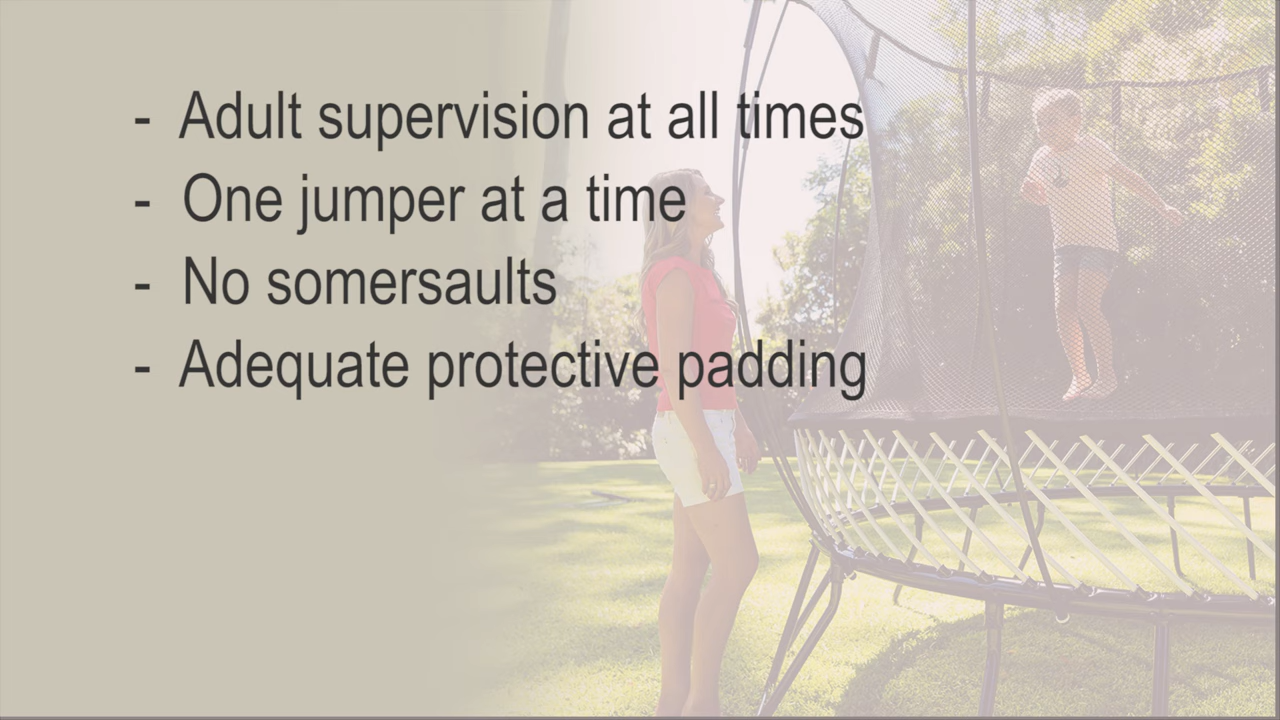 - Adult supervision at all times
- One jumper at a time
- No somersaults
- Adequate protective padding